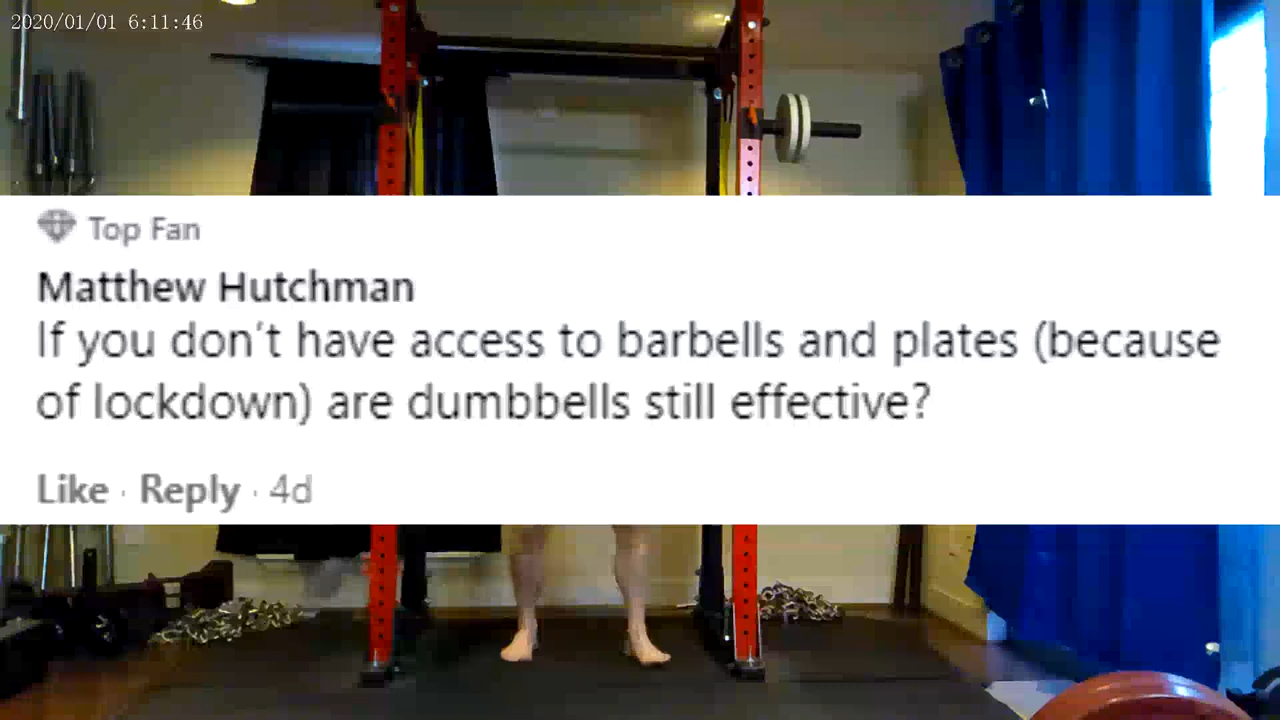 2020/01/01 6:11:46
Top Fan
Matthew Hutchman
If you don't have access to barbells and plates (because
of lockdown) are dumbbells still effective?
Like · Reply · 4d